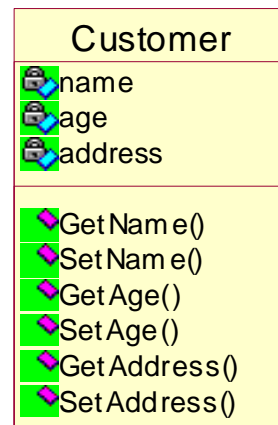 Customer
name
age
address
GetName()
SetName()
GetAge()
SetAge()
GetAddress()
SetAddress()